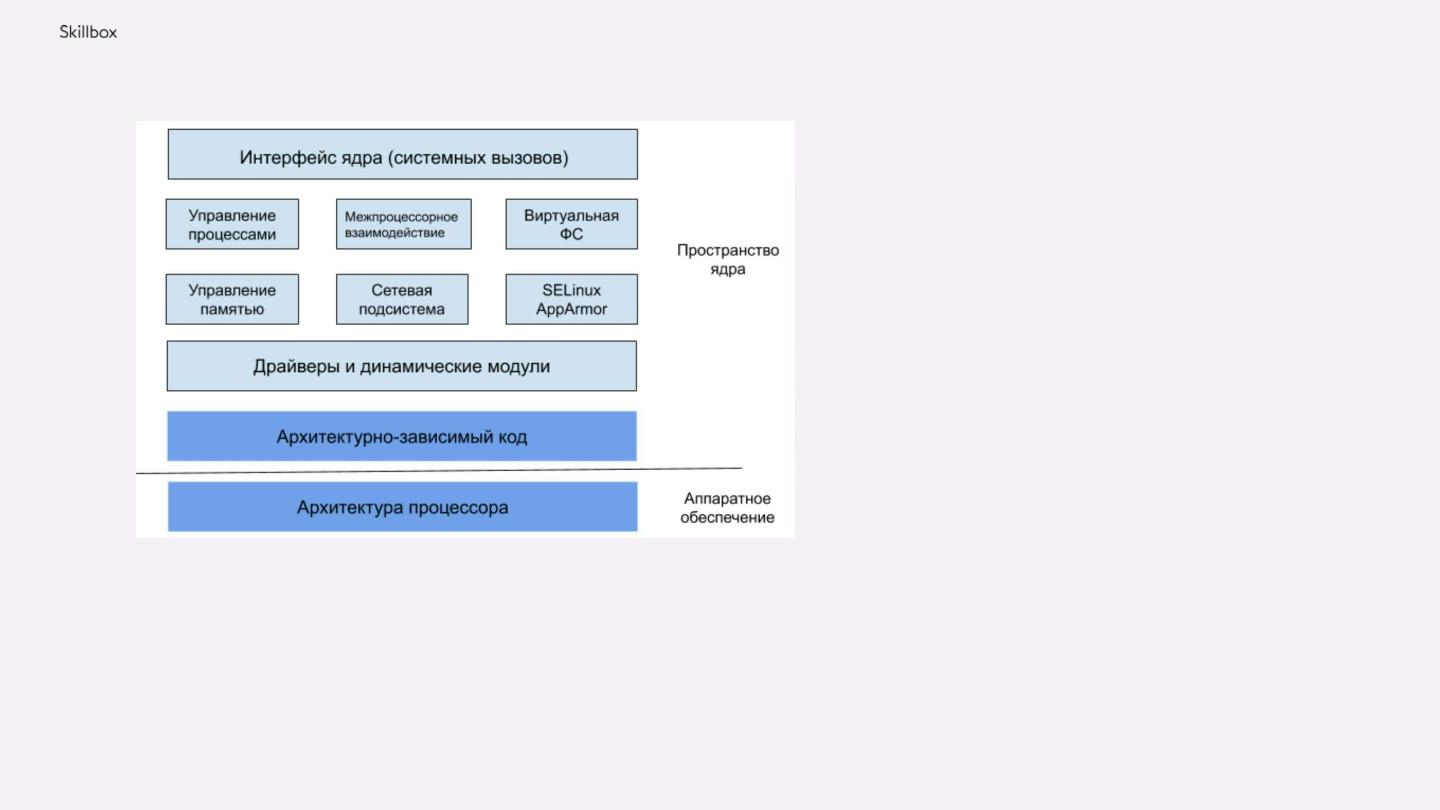 Skillbox
Интерфейс ядра (системных вызовов)
Управление
процессами
Межпроцессорное
взаимодействие
Виртуальная
ФС
Пространство
ядра
Управление
памятью
Сетевая
подсистема
SELinux
AppArmor
Драйверы и динамические модули
Архитектурно-зависимый код
Архитектура процессора
Аппаратное
обеспечение